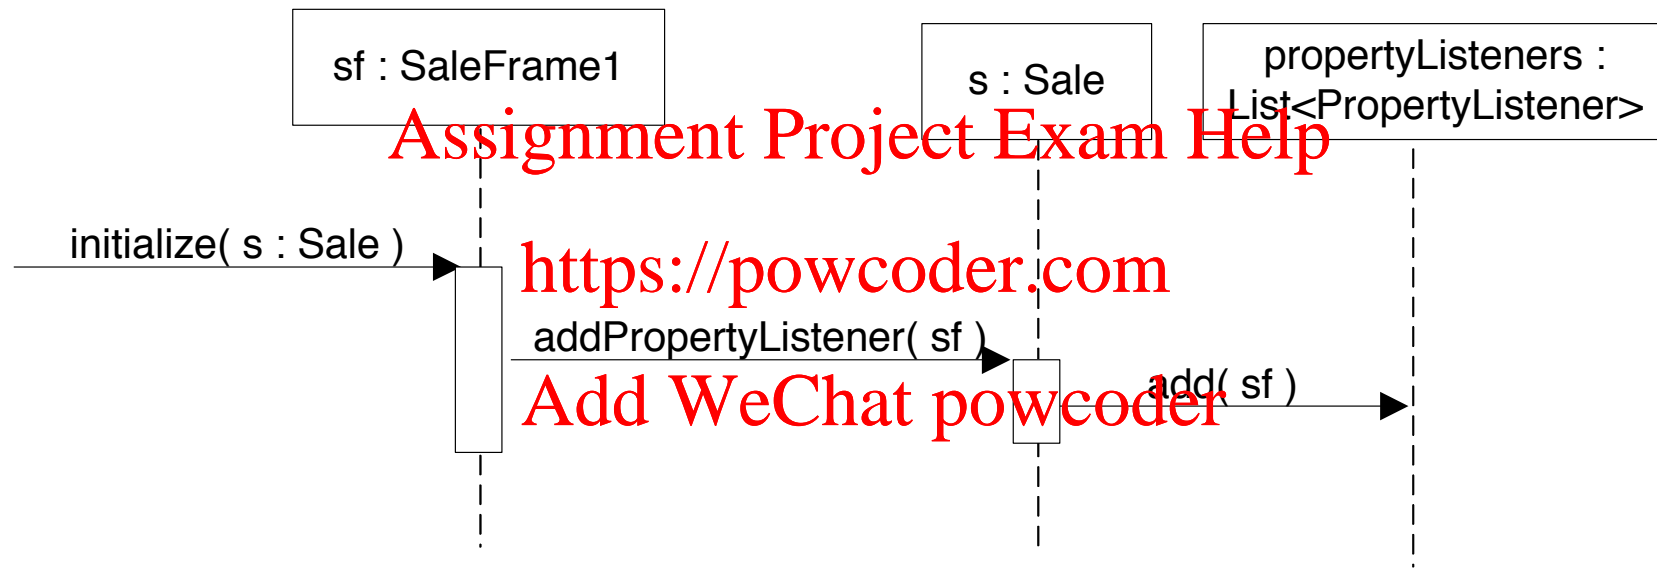 sf : SaleFrame1
s : Sale
propertyListeners :
List<PropertyListener>
Assignment Project Exam Help
initialize( s : Sale )
https://powcoder.com
addPropertyListener( sf )
add( sf )
Add WeChat powcoder